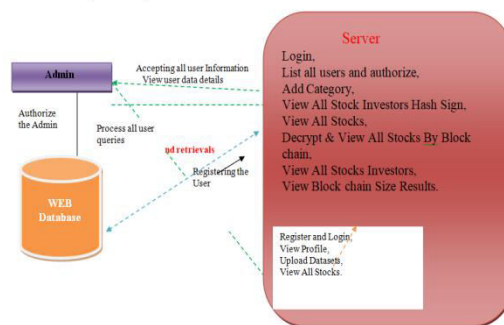 Server
Login,
List all users and authorize,
Add Category,
View All Stock Investors Hash Sign,
View All Stocks,
Decrypt & View All Stocks By Block
chain,
View All Stocks Investors,
View Block chain Size Results.
Accepting all user Information
View user data details
Admin
Authorize
the Admin
Process all user
queries
nd retrievals
Registering the
User
WEB
Database
Register and Login,
View Profile,
Upload Datasets,
View All Stocks.